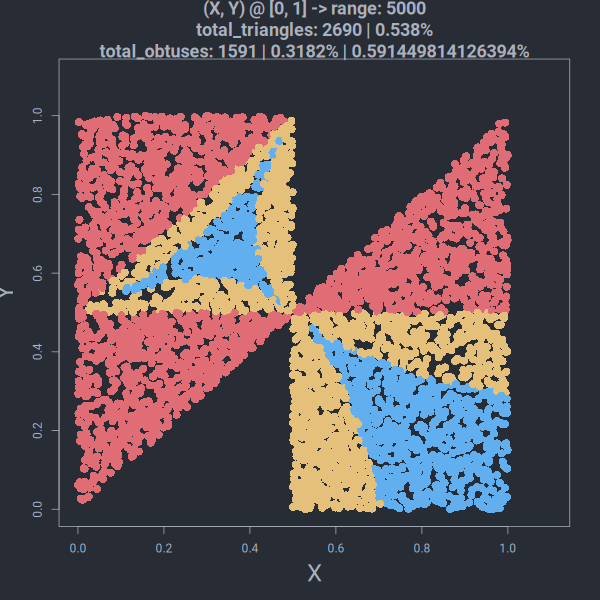 (X, Y) @ [0, 1] -> range: 5000
total_triangles: 2690 | 0.538%
total_obtuses: 1591 | 0.3182% | 0.591449814126394%
Y
1.0
0.8
0.6
0.4
0.2
0.0
0.0 0.2 0.4 0.6 0.8 1.0
X